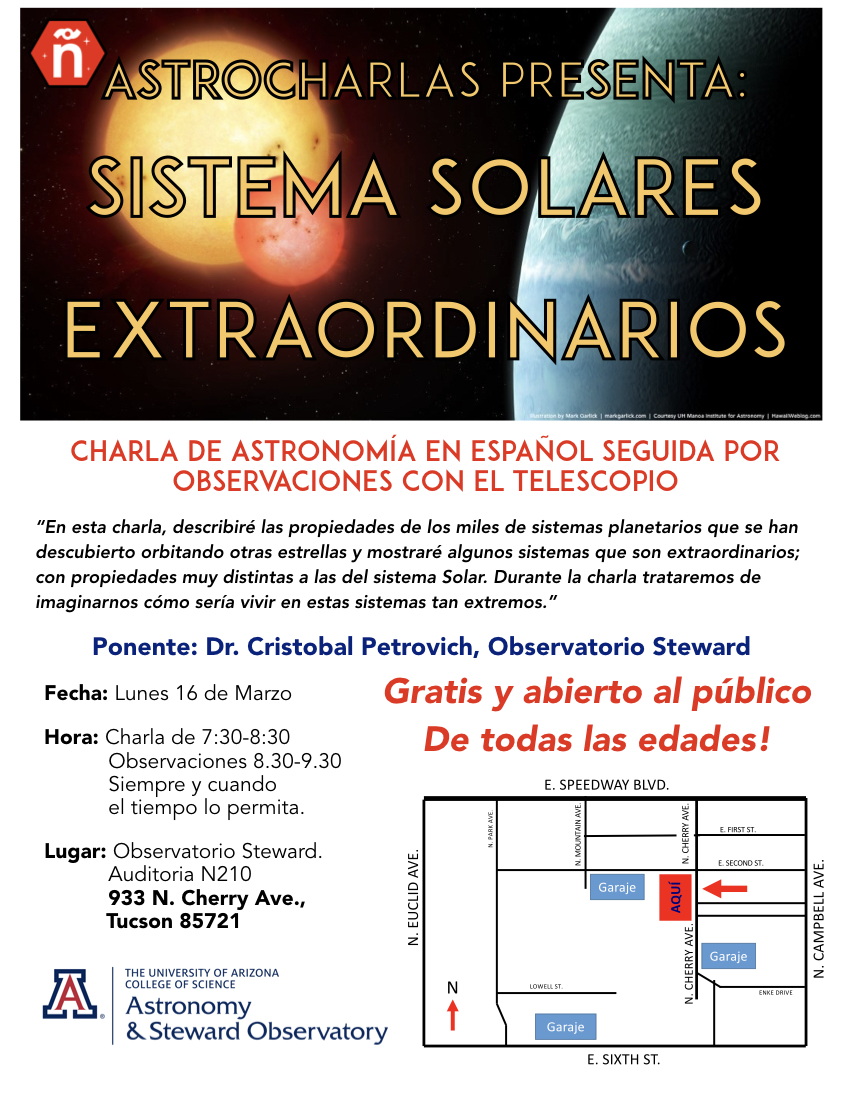 ñ
ASTROCHARLAS PRESENTA:
SISTEMA SOLARES
EXTRAORDINARIOS
Illustration by Mark Garlick | markgarlick.com | Courtesy UH Manoa Institute for Astronomy | HawaiiWeblog.com
CHARLA DE ASTRONOMÍA EN ESPAÑOL SEGUIDA POR
OBSERVACIONES CON EL TELESCOPIO
“En esta charla, describiré las propiedades de los miles de sistemas planetarios que se han
descubierto orbitando otras estrellas y mostraré algunos sistemas que son extraordinarios;
con propiedades muy distintas a las del sistema Solar. Durante la charla trataremos de
imaginarnos cómo sería vivir en estas sistemas tan extremos.”
Ponente: Dr. Cristobal Petrovich, Observatorio Steward
Fecha: Lunes 16 de Marzo
Hora: Charla de 7:30-8:30
Observaciones 8.30-9.30
Siempre y cuando
el tiempo lo permita.
Lugar: Observatorio Steward.
Auditoria N210
933 N. Cherry Ave.,
Tucson 85721
Gratis y abierto al público
De todas las edades!
E. SPEEDWAY BLVD.
N. EUCLID AVE.
N. PARK AVE.
N. MOUNTAIN AVE.
N. CHERRY AVE.
E. FIRST ST.
E. SECOND ST.
N. CAMPBELL AVE.
Garaje
AQUÍ
N. CHERRY AVE.
Garaje
N
LOWELL ST.
ENKE DRIVE
Garaje
E. SIXTH ST.
A
®
THE UNIVERSITY OF ARIZONA
COLLEGE OF SCIENCE
Astronomy
& Steward Observatory